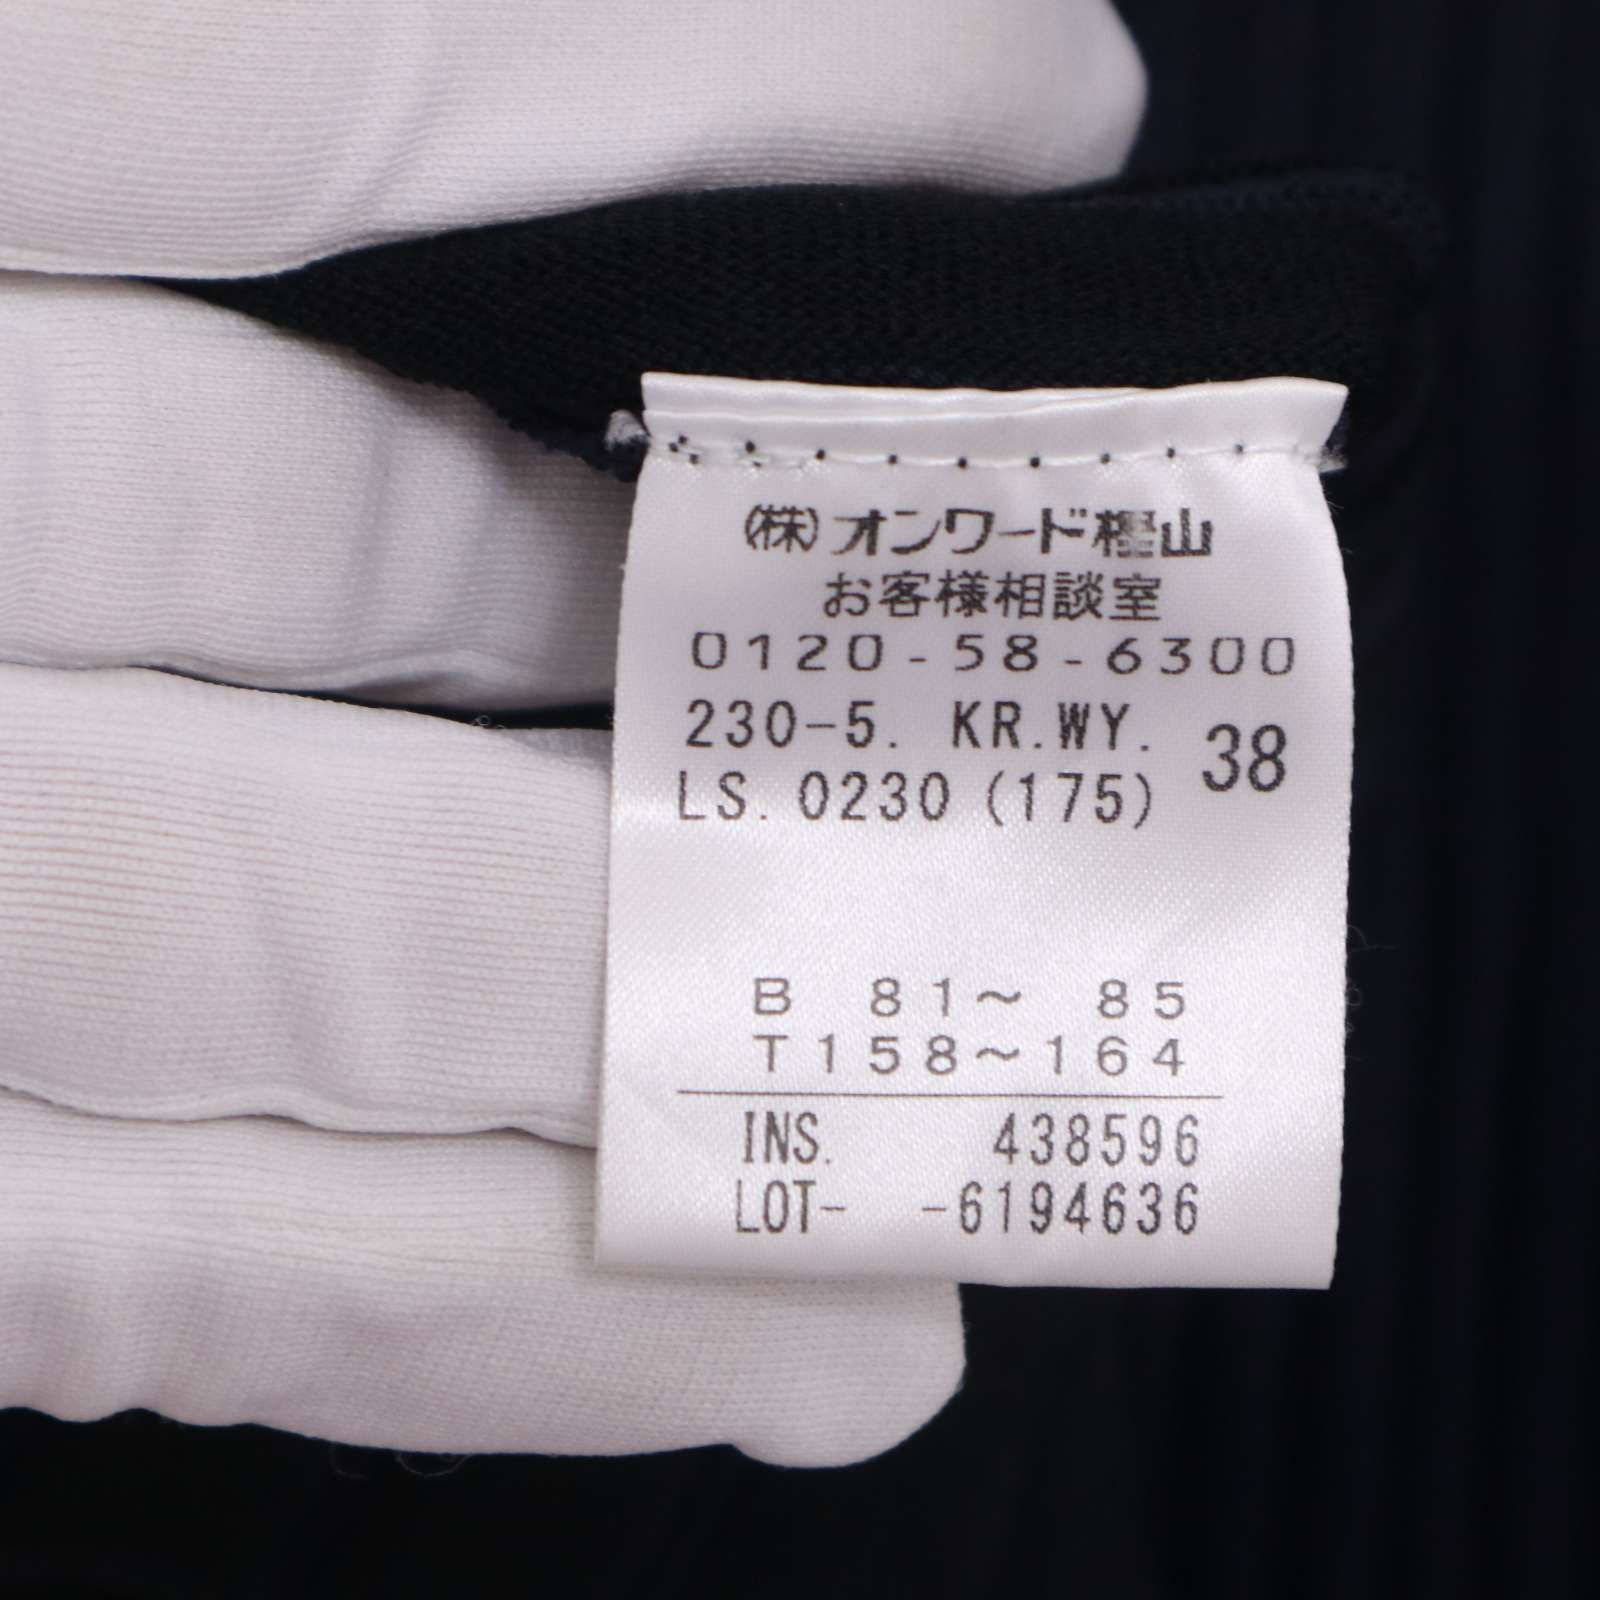 (株)オンワード樫山
お客様相談室
0120-58-6300
230-5. KR.WY. 38
LS. 0230 (175)
B 81~ 85
T158~164
INS. 438596
LOT- -6194636